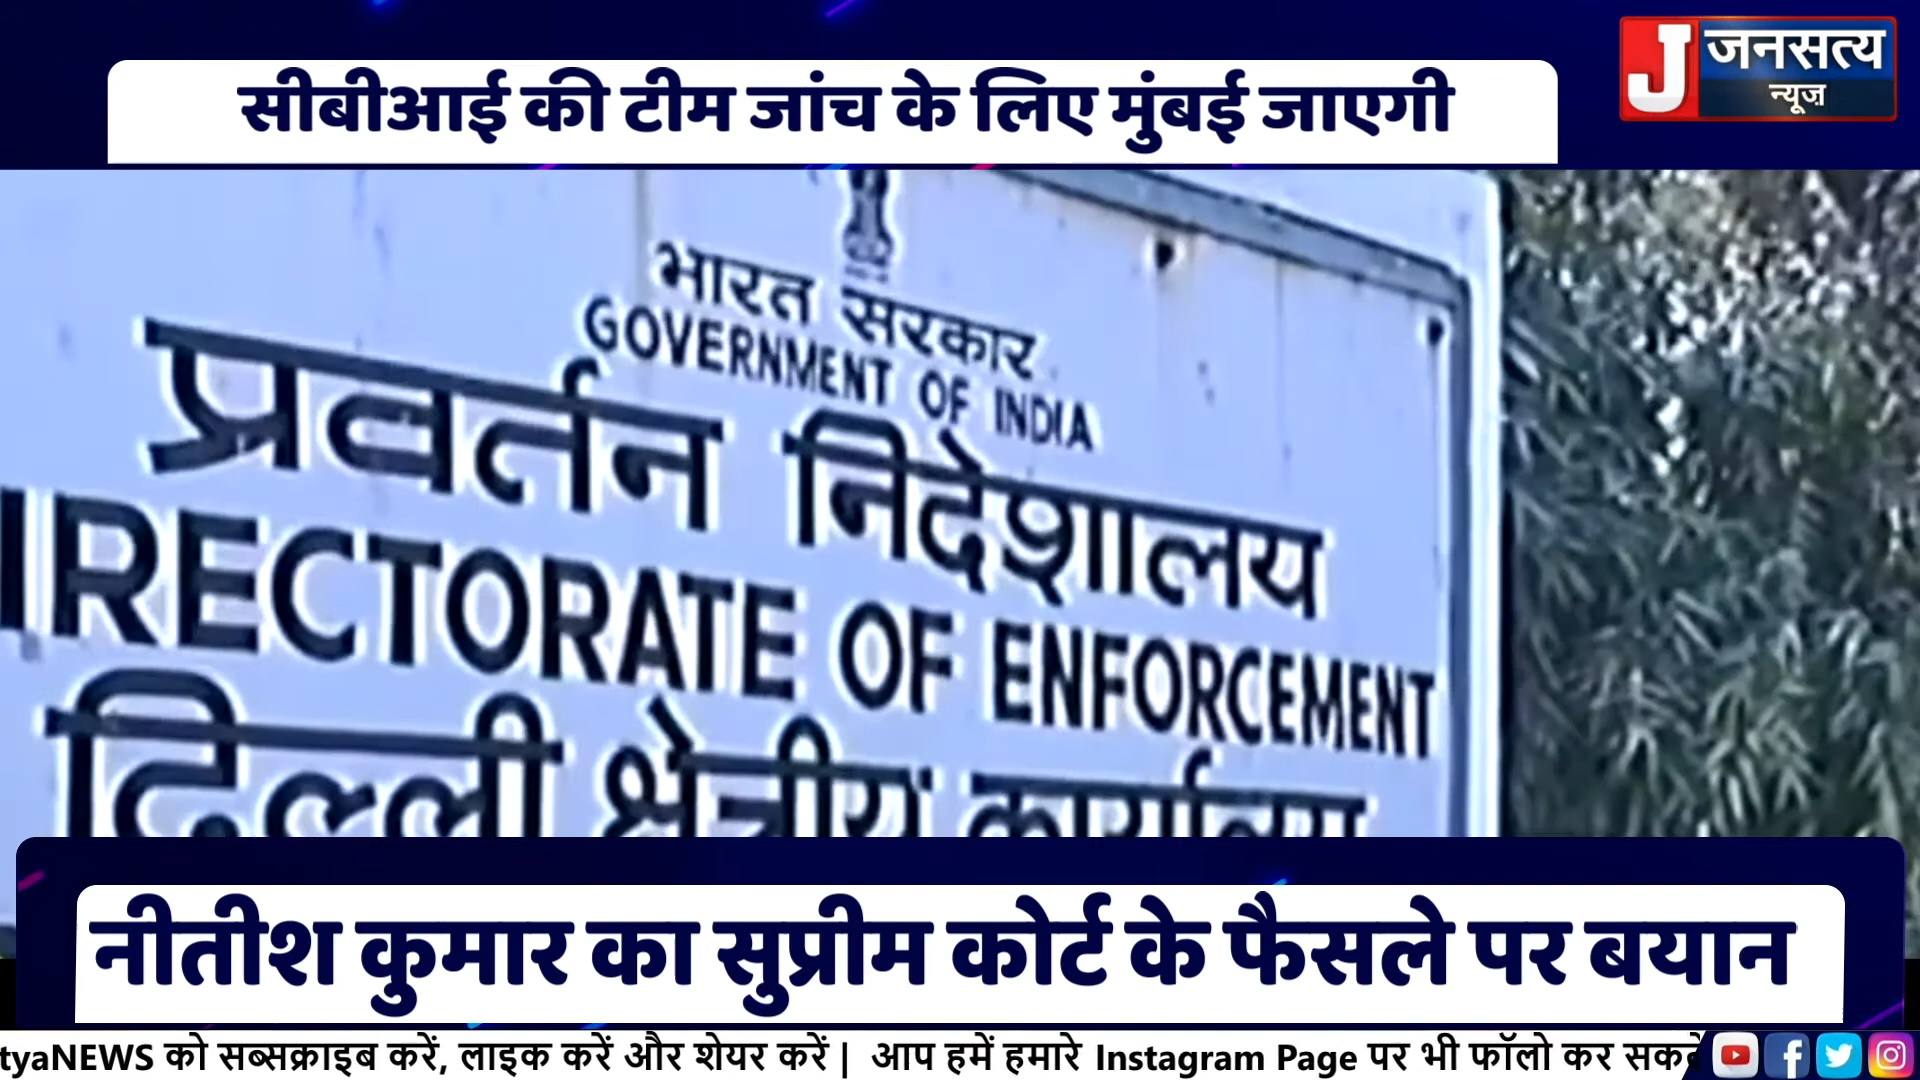 सीबीआई की टीम जांच के लिए मुंबई जाएगी
J जनसत्य
न्यूज़
भारत सरकार
GOVERNMENT OF INDIA
प्रवर्तन निदेशालय
IRECTORATE OF ENFORCEMENT
दिल्ली क्षेत्रीय कार्यालय
नीतीश कुमार का सुप्रीम कोर्ट के फैसले पर बयान
tyaNEWS को सब्सक्राइब करें, लाइक करें और शेयर करें | आप हमें हमारे Instagram Page पर भी फॉलो कर सकते